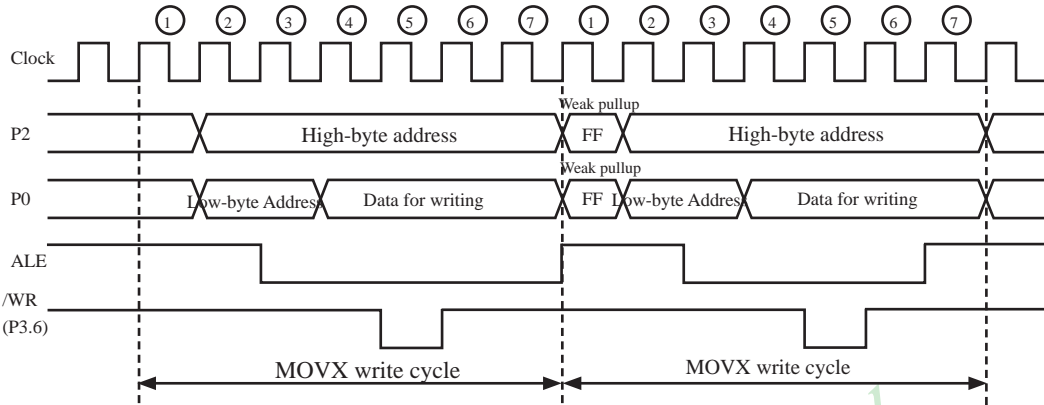 1 2 3 4 5 6 7 1 2 3 4 5 6 7
Clock
Weak pullup
P2 High-byte address FF High-byte address
Weak pullup
P0 Low-byte Address Data for writing FF Low-byte Address Data for writing
ALE
/WR
(P3.6)
MOVX write cycle MOVX write cycle